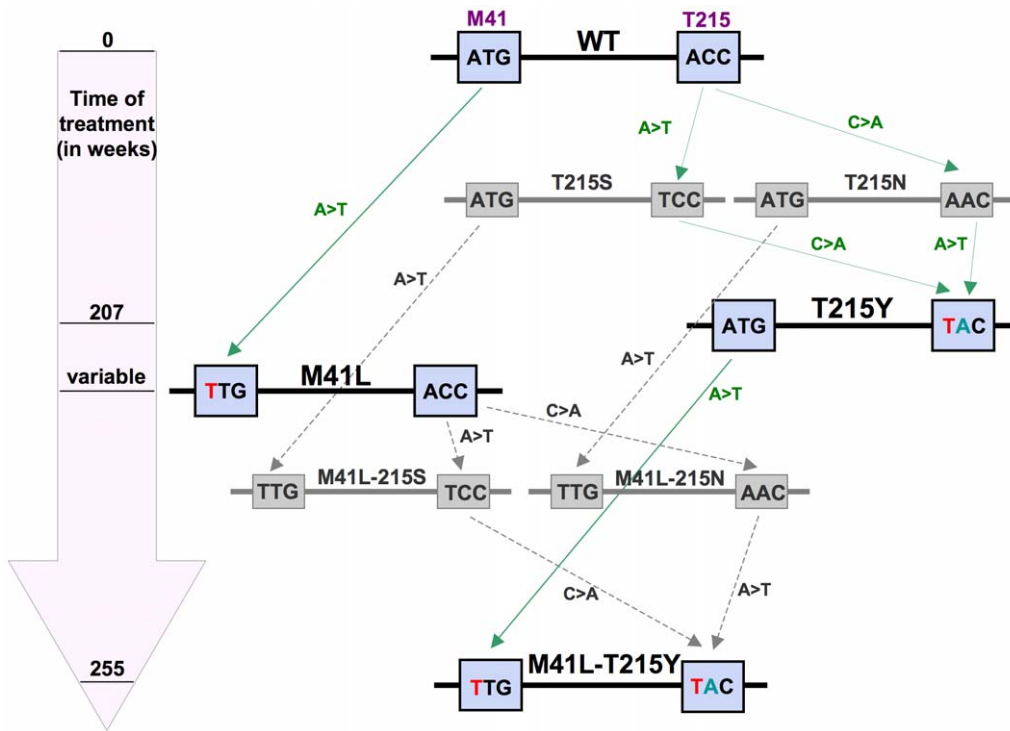 0
Time of
treatment
(in weeks)
207
variable
255
M41
T215
ATG
WT
ACC
A>T
C>A
A>T
ATG
T215S
TCC
ATG
T215N
AAC
A>T
C>A
A>T
ATG
T215Y
TAC
A>T
A>T
TTG
M41L
ACC
C>A
A>T
TTG
M41L-215S
TCC
TTG
M41L-215N
AAC
C>A
A>T
TTG
M41L-T215Y
TAC